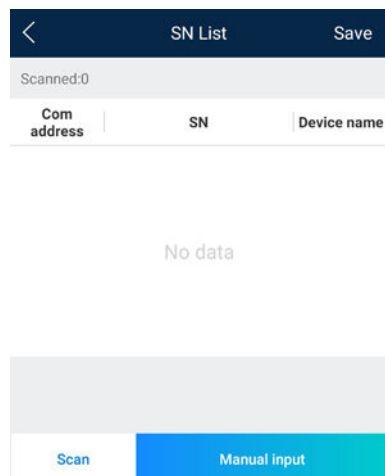 SN List Save
Scanned:0
Com address SN Device name
No data
Scan Manual input